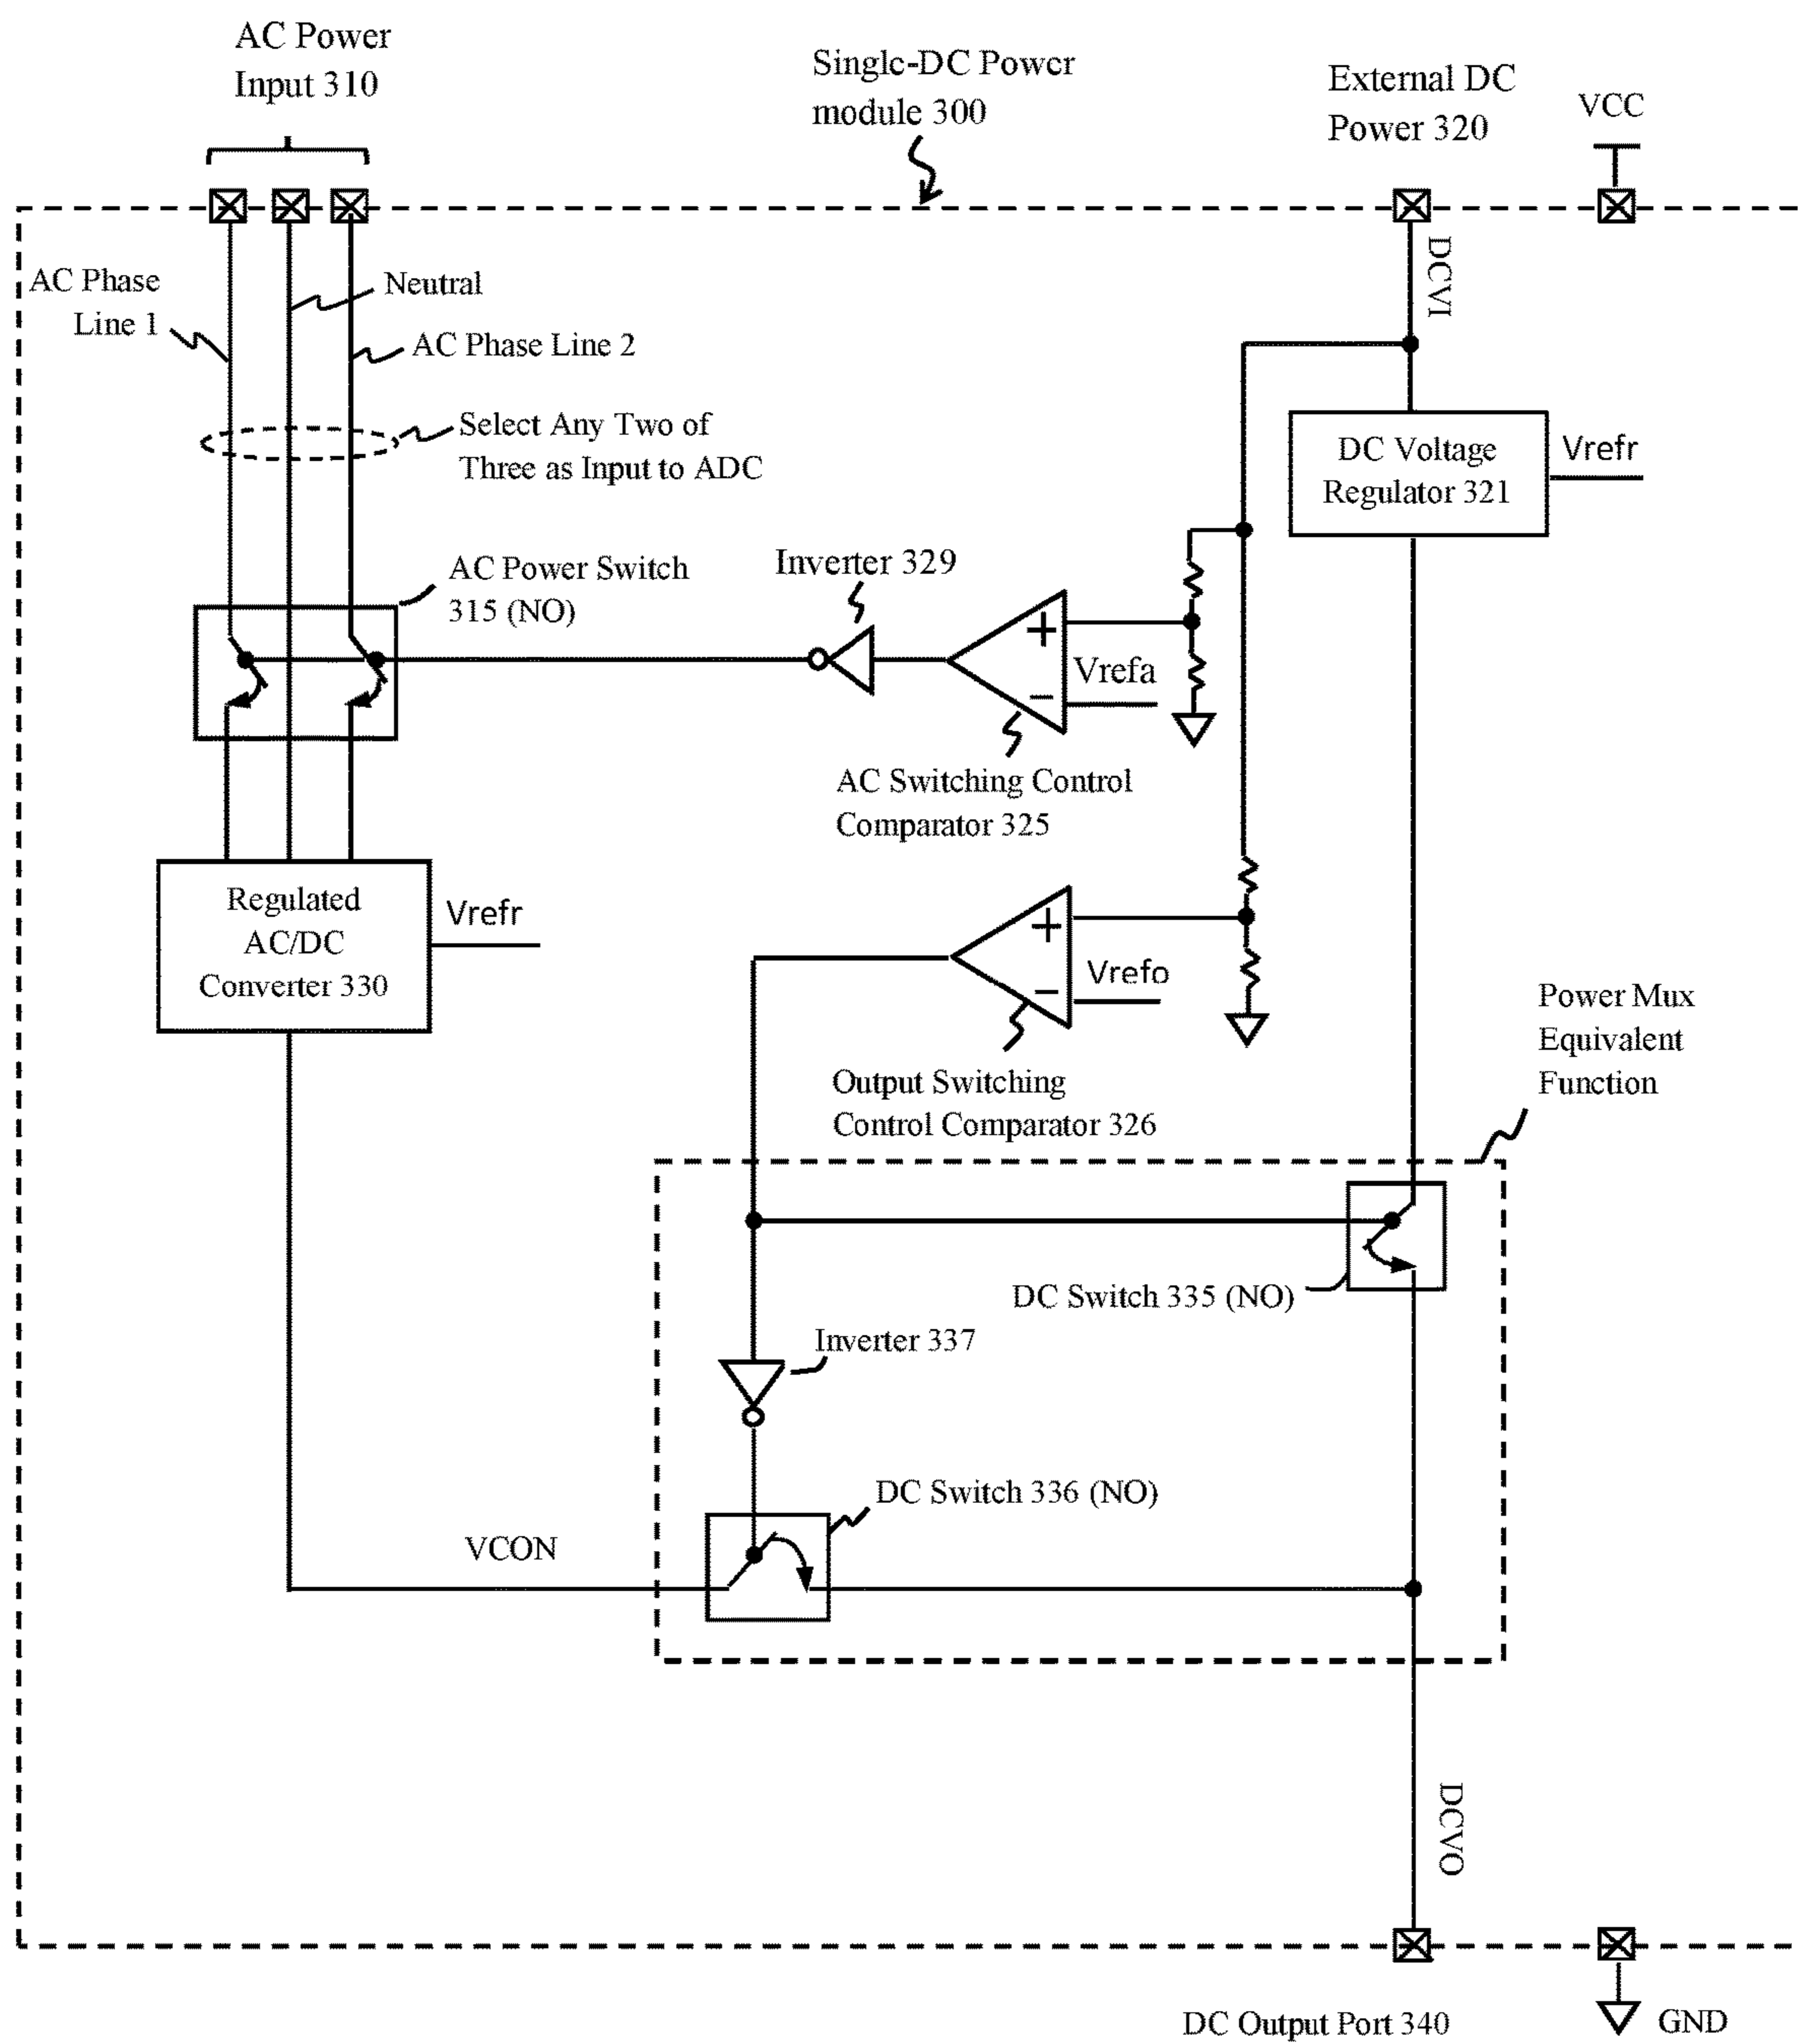 AC Power
Input 310
Single-DC Power
module 300
External DC
Power 320
VCC
DCVI
AC Phase
Line 1
Neutral
AC Phase Line 2
Select Any Two of
Three as Input to ADC
DC Voltage
Regulator 321
Vrefr
AC Power Switch
315 (NO)
Inverter 329
+
Vrefa
−
AC Switching Control
Comparator 325
Regulated
AC/DC
Converter 330
Vrefr
+
Vrefo
−
Output Switching
Control Comparator 326
Power Mux
Equivalent
Function
DC Switch 335 (NO)
Inverter 337
DC Switch 336 (NO)
VCON
DCVO
DC Output Port 340
GND